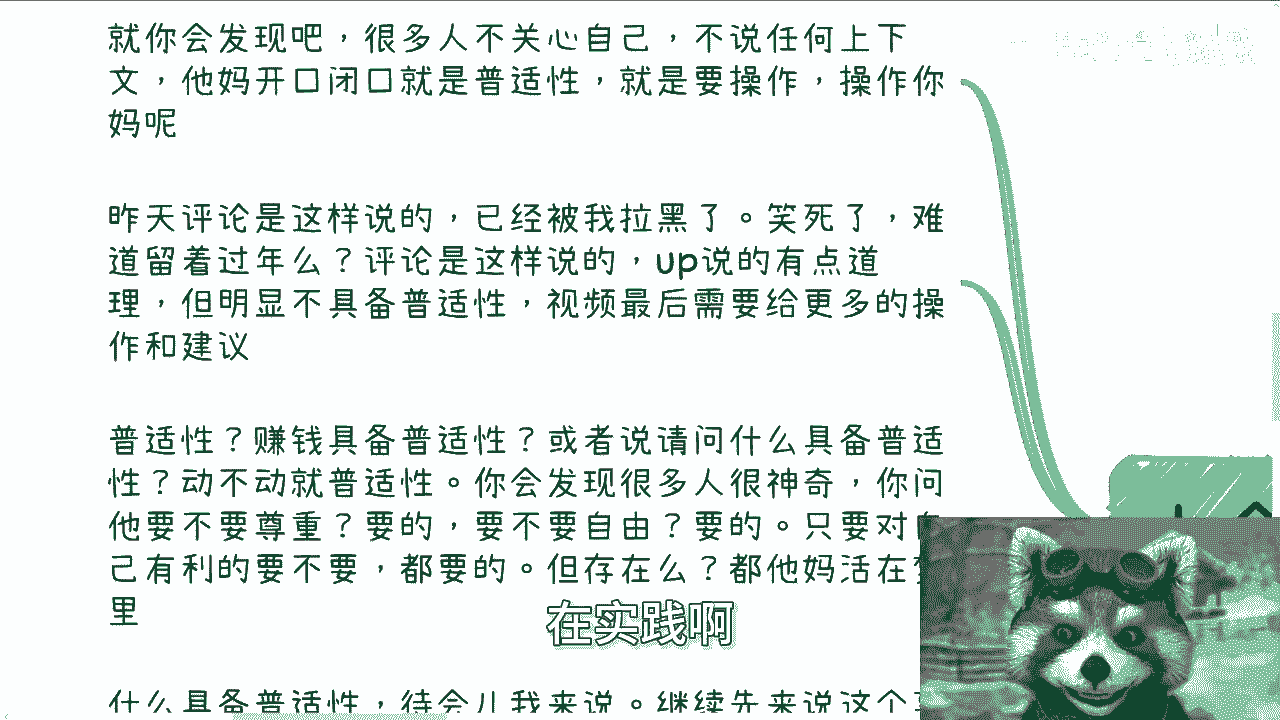 就你会发现吧，很多人不关心自己，不说任何上下
文，他妈开口闭口就是普适性，就是要操作，操作你
妈呢
昨天评论是这样说的，已经被我拉黑了。笑死了，难
道留着过年么？评论是这样说的，up说的有点道
理，但明显不具备普适性，视频最后需要给更多的操
作和建议
普适性？赚钱具备普适性？或者说请问什么具备普适
性？动不动就普适性。你会发现很多人很神奇，你问
他要不要尊重？要的，要不要自由？要的。只要对
己有利的要不要，都要的。但存在么？都他妈活在
里
在实践啊
什么具备普适性，待会儿我来说。继续先来说这个